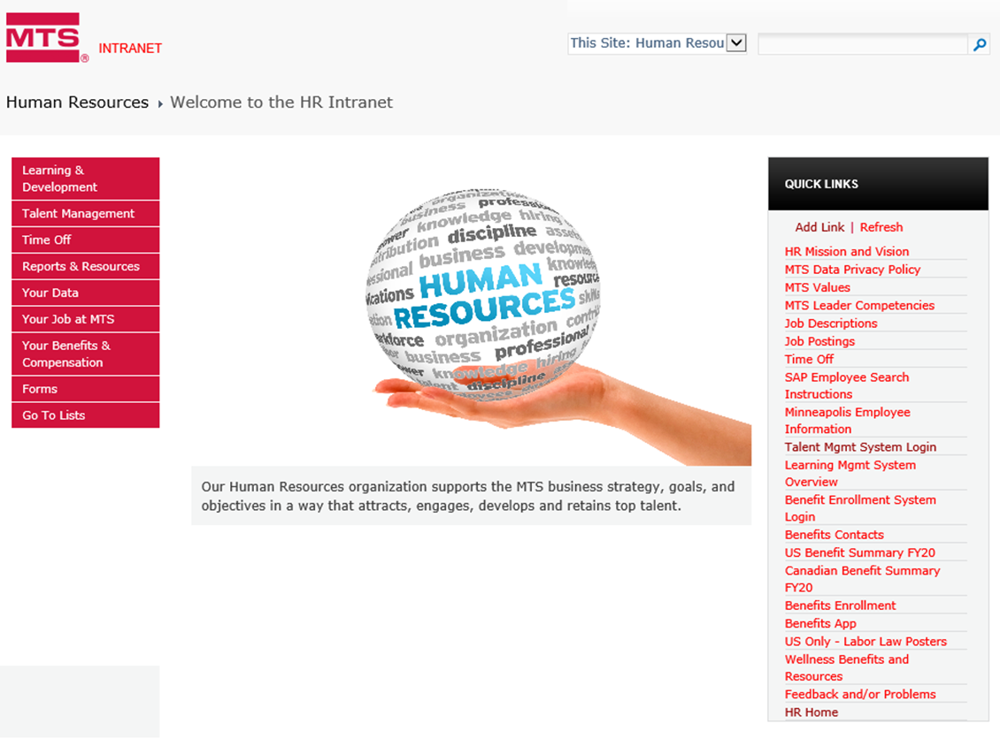 MTS
®
INTRANET
This Site: Human Resou
Human Resources
Welcome to the HR Intranet
Learning &
Development
Talent Management
Time Off
Reports & Resources
Your Data
Your Job at MTS
Your Benefits &
Compensation
Forms
Go To Lists
organization
business professional
knowledge hiring
discipline
business
knowledge
HUMAN
resource
RESOURCES
organization
business professional
knowledge hiring
discipline
Our Human Resources organization supports the MTS business strategy, goals, and
objectives in a way that attracts, engages, develops and retains top talent.
QUICK LINKS
Add Link | Refresh
HR Mission and Vision
MTS Data Privacy Policy
MTS Values
MTS Leader Competencies
Job Descriptions
Job Postings
Time Off
SAP Employee Search
Instructions
Minneapolis Employee
Information
Talent Mgmt System Login
Learning Mgmt System
Overview
Benefit Enrollment System
Login
Benefits Contacts
US Benefit Summary FY20
Canadian Benefit Summary
FY20
Benefits Enrollment
Benefits App
US Only - Labor Law Posters
Wellness Benefits and
Resources
Feedback and/or Problems
HR Home